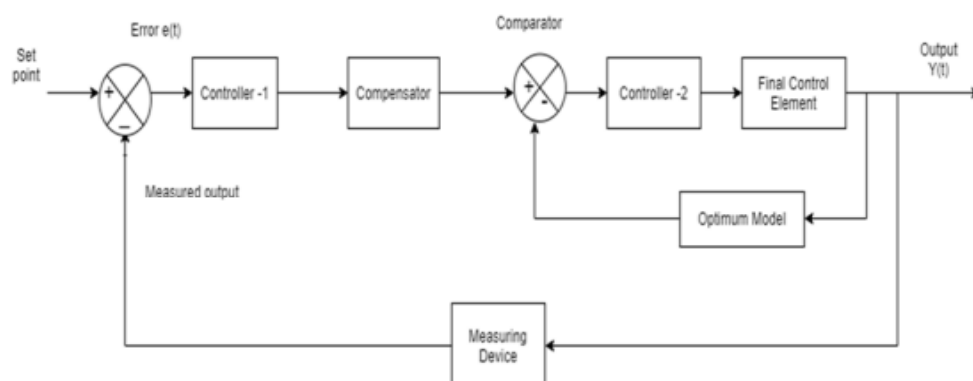 Error e(t)
Comparator
Set
point
Output
Y(t)
+
−
Controller -1
Compensator
+
-
Controller -2
Final Control
Element
Measured output
Optimum Model
Measuring
Device